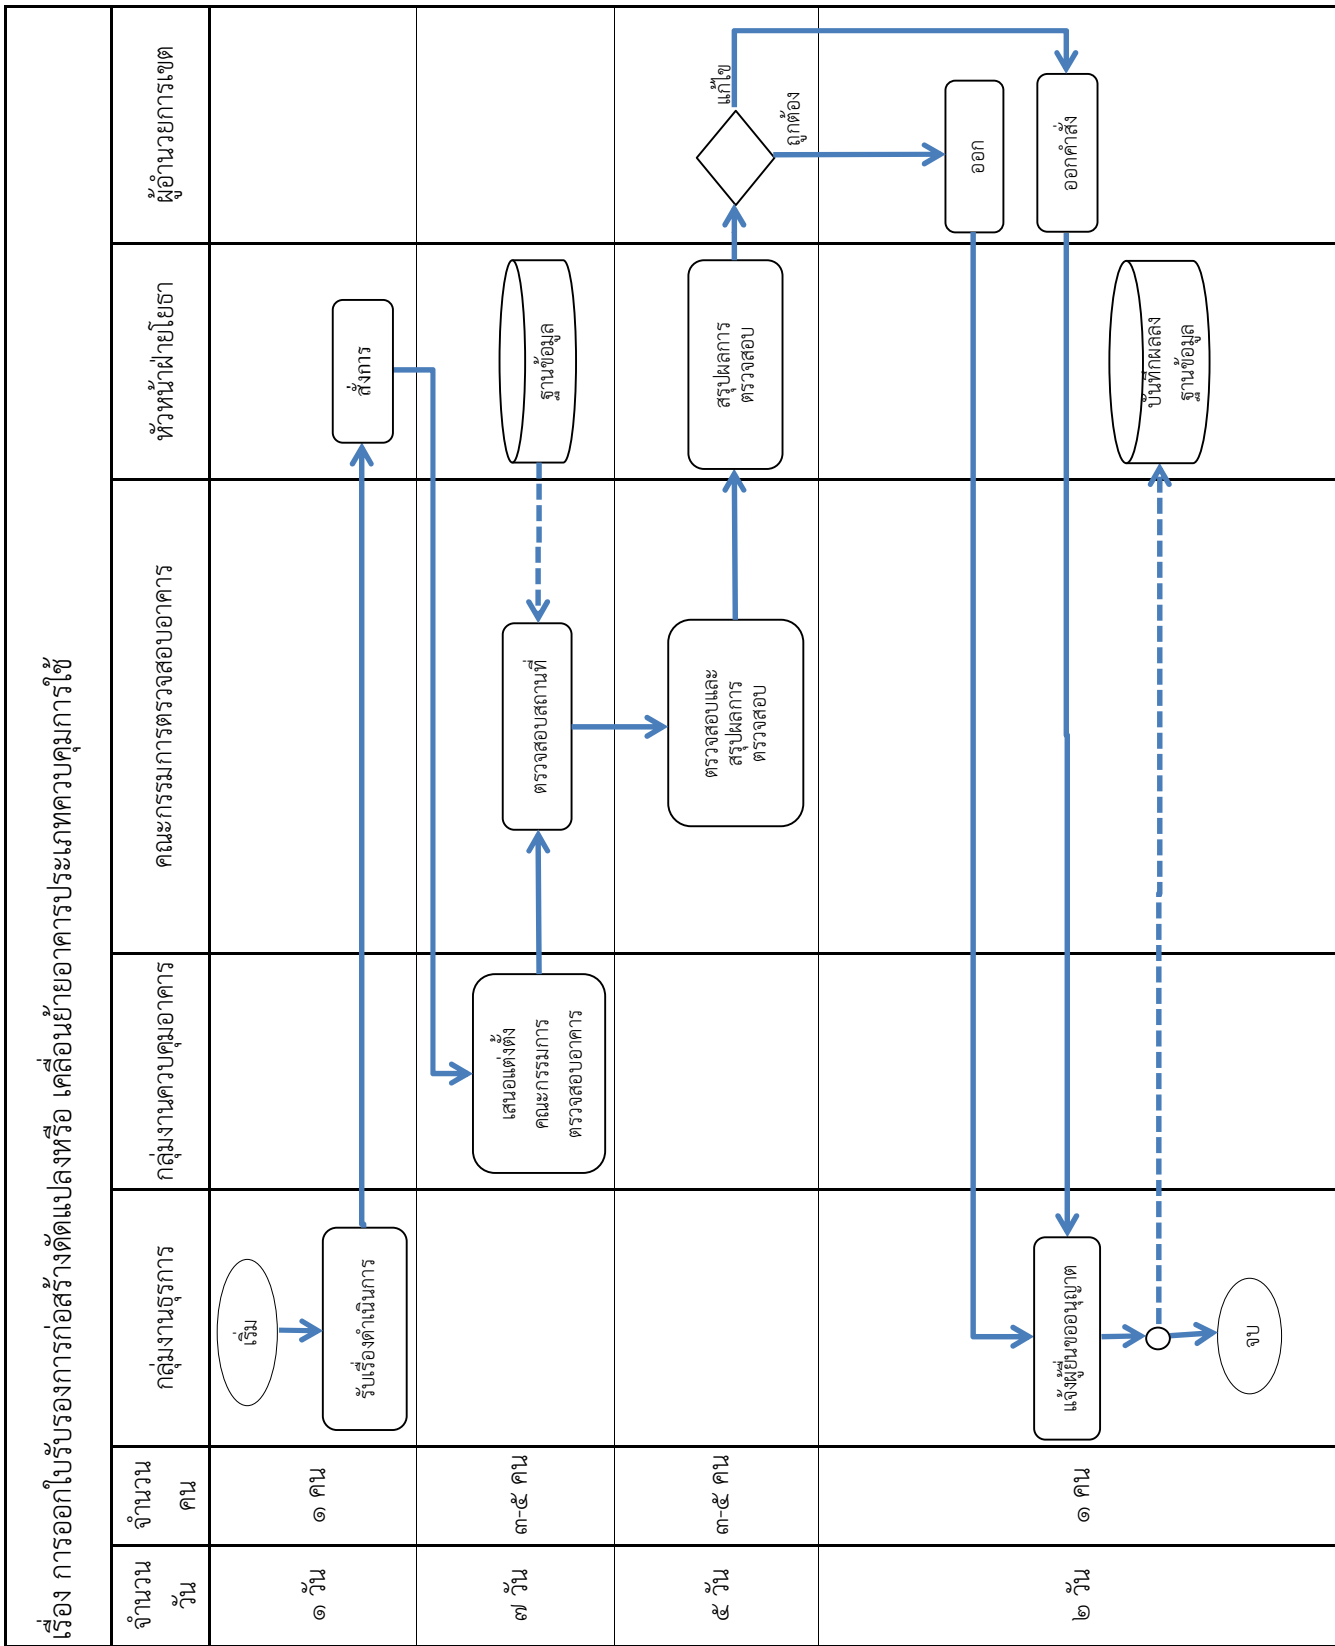 เรื่อง การออกใบรับรองการก่อสร้างดัดแปลงหรือ เคลื่อนย้ายอาคารประเภทควบคุมการใช้
จำนวน
วัน
จำนวน
คน
กลุ่มงานธุรการ
กลุ่มงานควบคุมอาคาร
คณะกรรมการตรวจสอบอาคาร
หัวหน้าฝ่ายโยธา
ผู้อำนวยการเขต
๑ วัน
๑ คน
เริ่ม
รับเรื่องดำเนินการ
สั่งการ
๗ วัน
๓-๕ คน
เสนอแต่งตั้ง
คณะกรรมการ
ตรวจสอบอาคาร
ตรวจสอบสถานที่
ฐานข้อมูล
๕ วัน
๓-๕ คน
ตรวจสอบและ
สรุปผลการ
ตรวจสอบ
สรุปผลการ
ตรวจสอบ
แก้ไข
ถูกต้อง
๒ วัน
๑ คน
แจ้งผู้ยื่นขออนุญาต
จบ
บันทึกผลลง
ฐานข้อมูล
ออก
ออกคำสั่ง